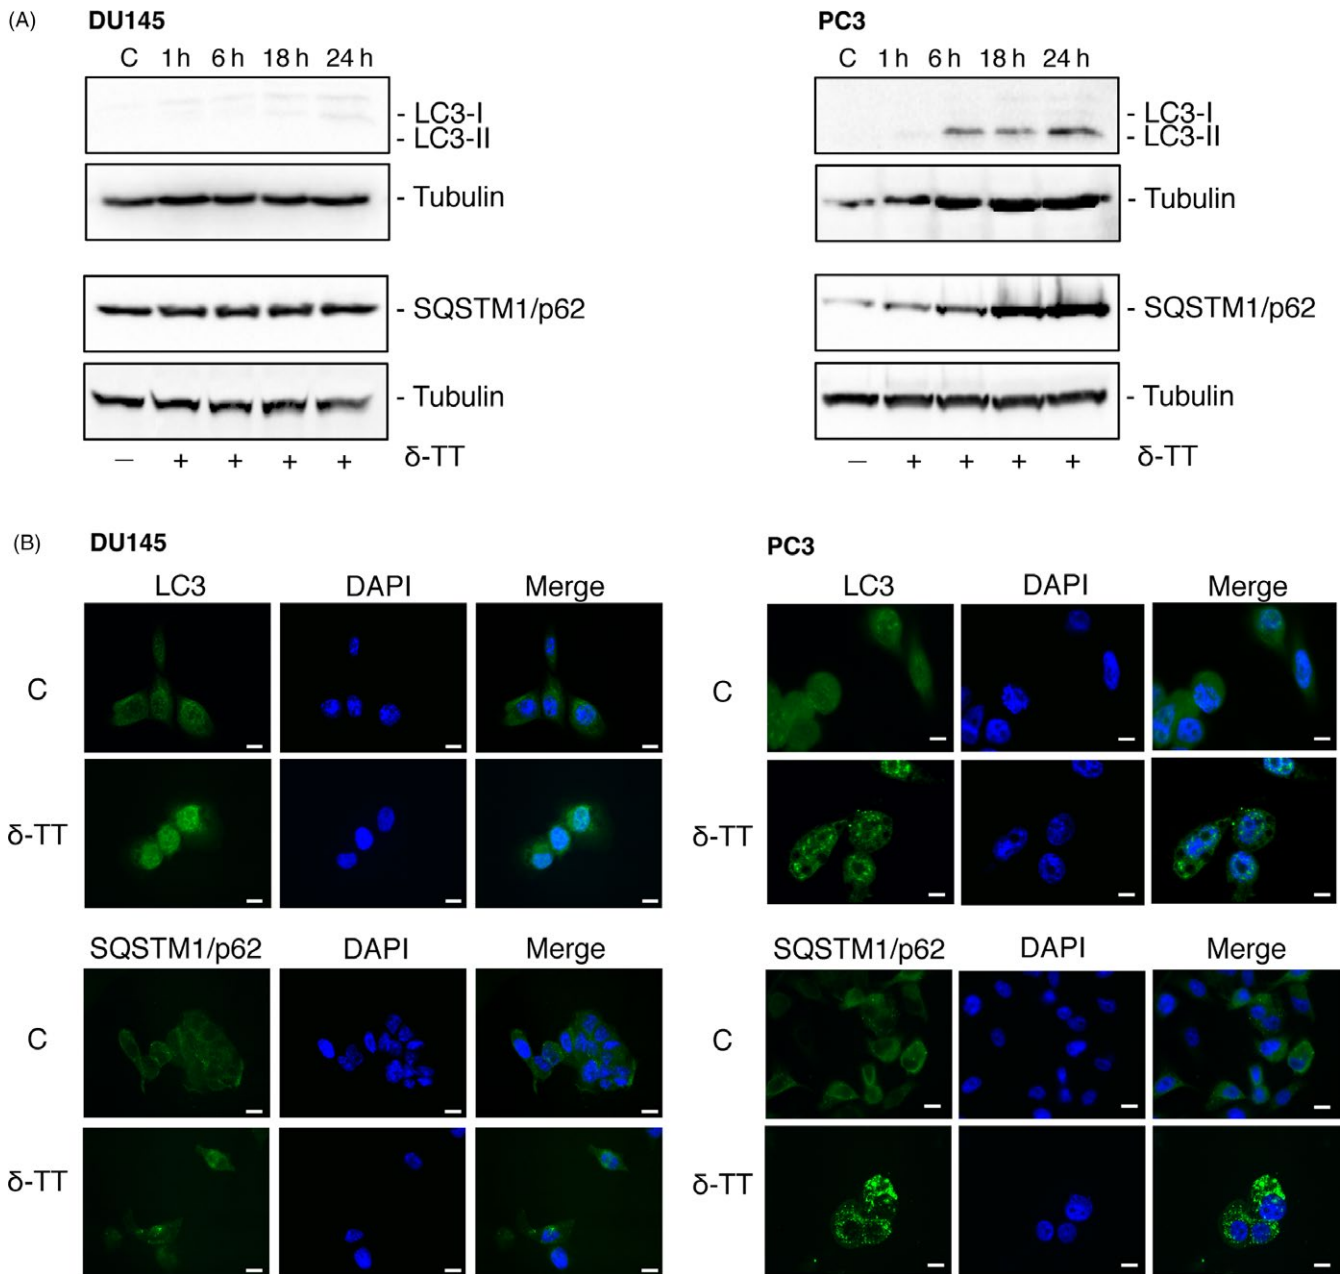 (A) DU145 PC3
C 1 h 6 h 18 h 24 h C 1 h 6 h 18 h 24 h
- LC3-I - LC3-I
- LC3-II - LC3-II
- Tubulin - Tubulin
- SQSTM1/p62 - SQSTM1/p62
- Tubulin - Tubulin
– + + + + δ-TT – + + + + δ-TT
(B) DU145 PC3
LC3 DAPI Merge LC3 DAPI Merge
C C
δ-TT δ-TT
SQSTM1/p62 DAPI Merge SQSTM1/p62 DAPI Merge
C C
δ-TT δ-TT